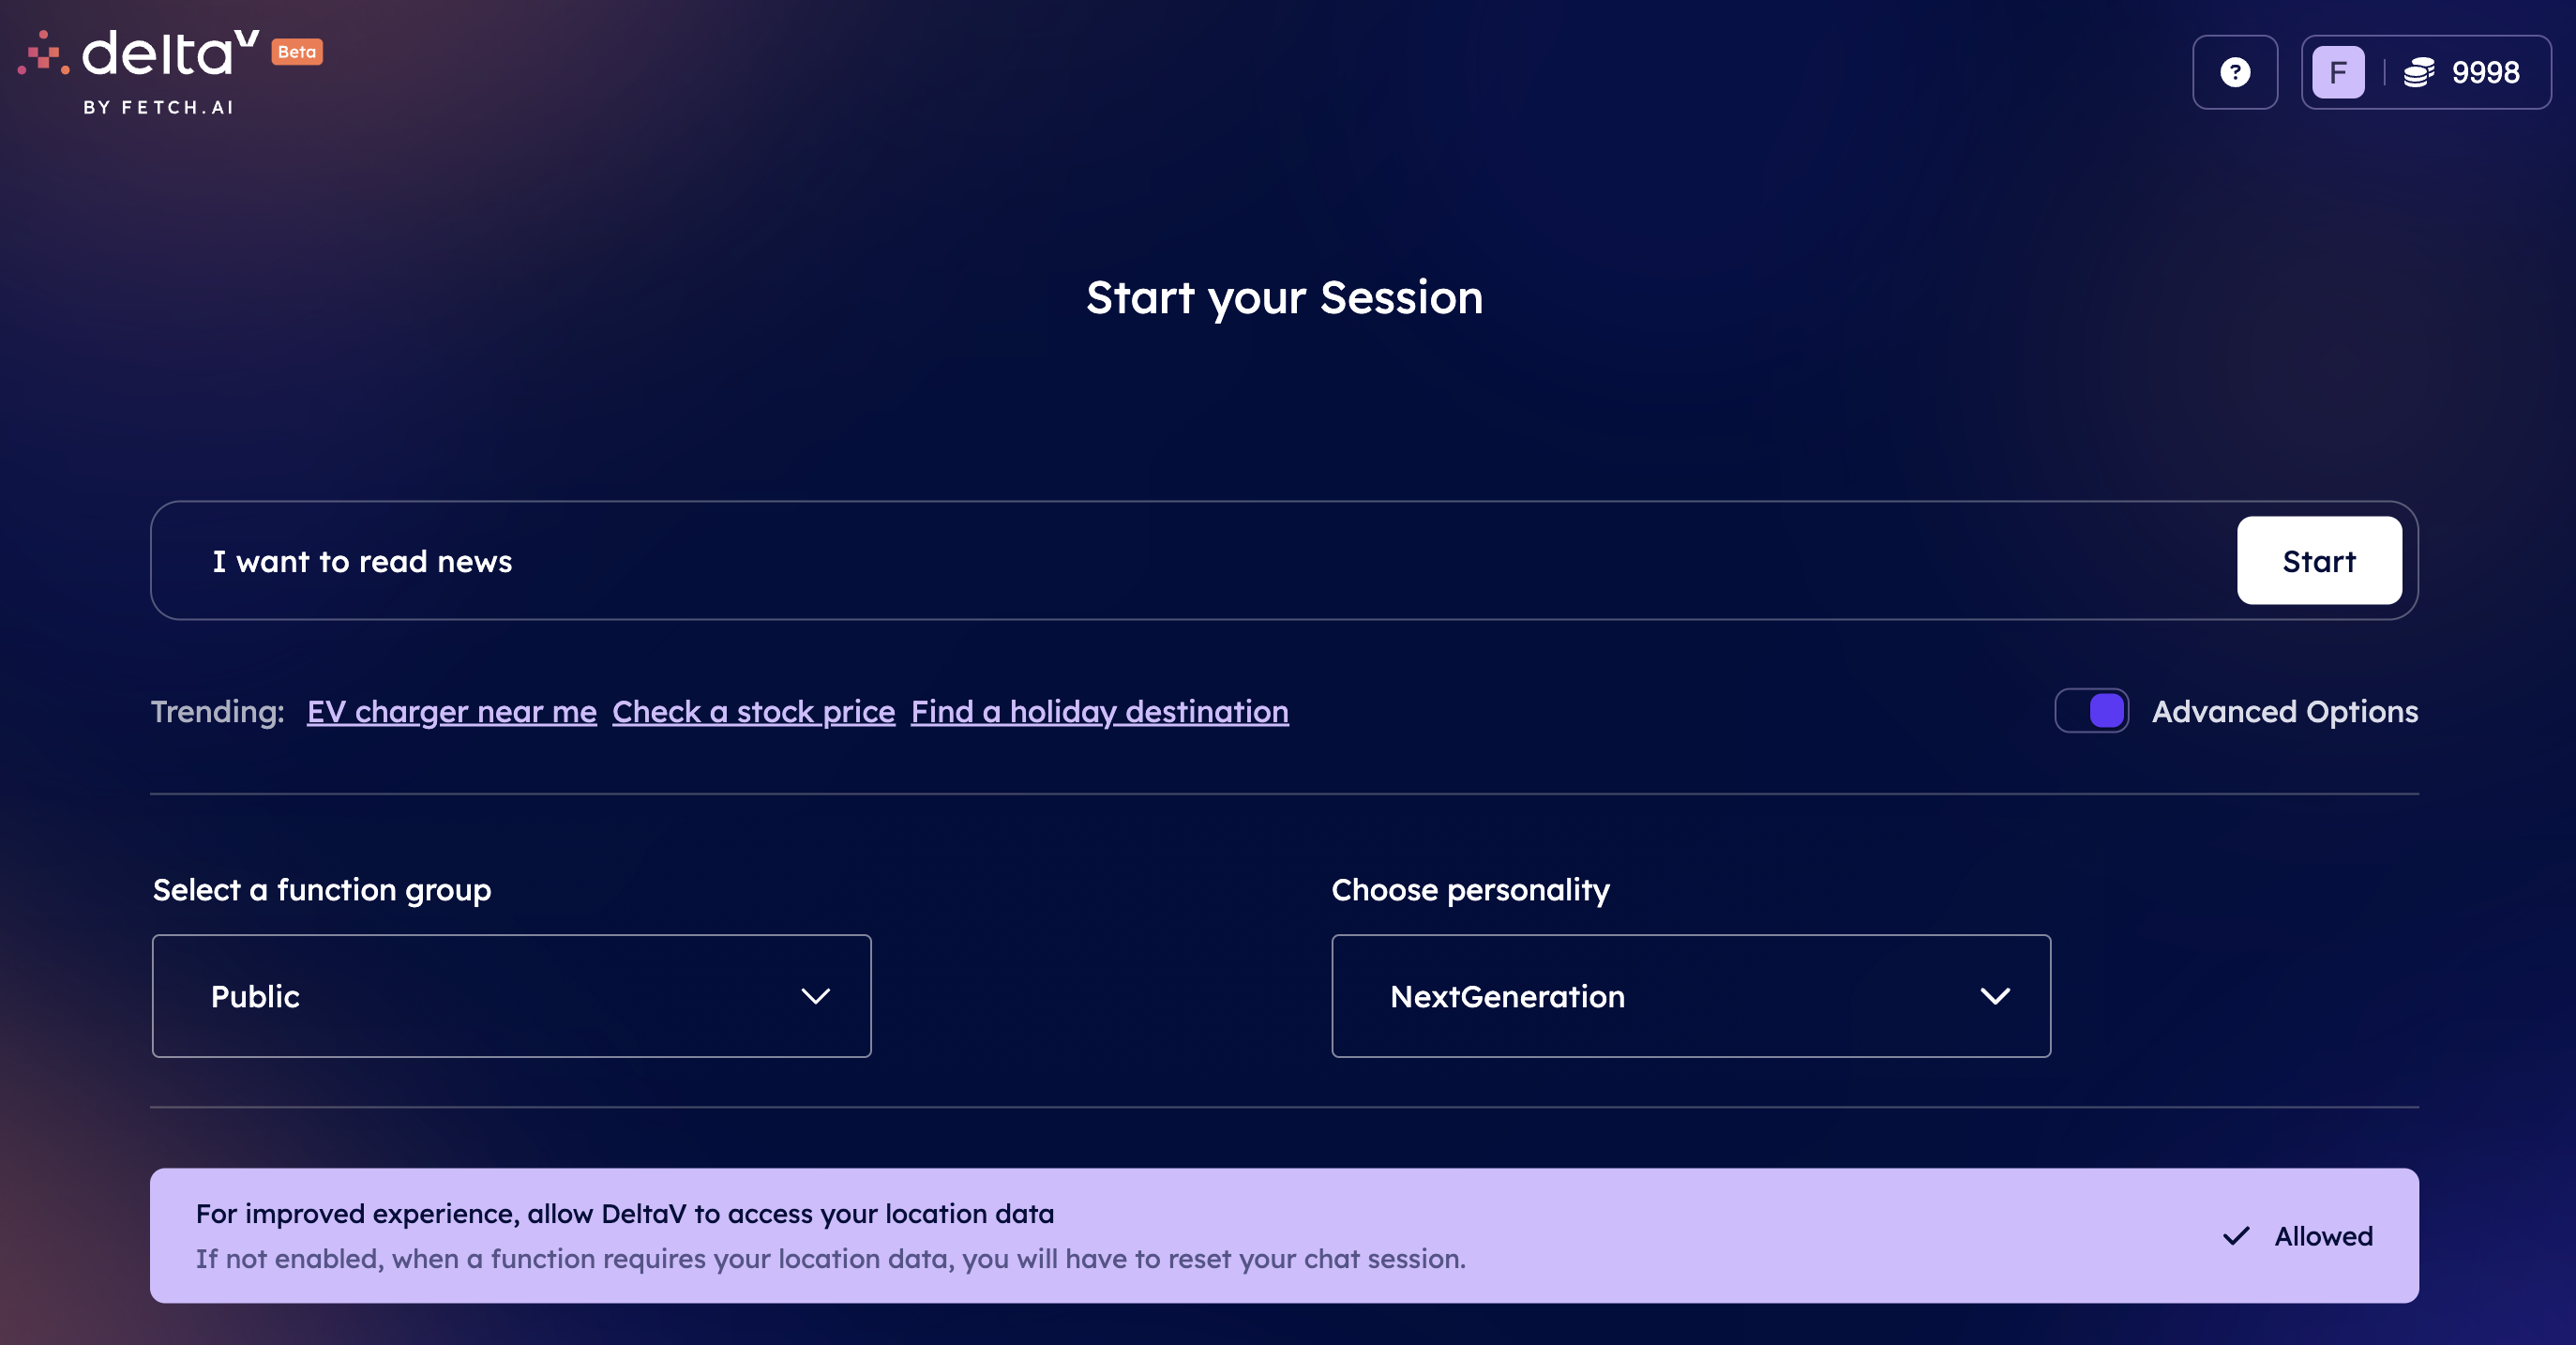 deltaV Beta
BY FETCH.AI
? F 9998
Start your Session
I want to read news Start
Trending: EV charger near me Check a stock price Find a holiday destination Advanced Options
Select a function group
Choose personality
Public
NextGeneration
For improved experience, allow DeltaV to access your location data
If not enabled, when a function requires your location data, you will have to reset your chat session.
Allowed